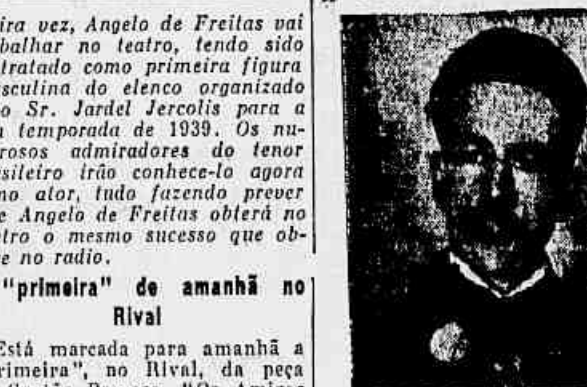 ira vez, Angelo de Freitas vai
balhar no teatro, tendo sido
tratado como primeira figura
sculina do elenco organizado
o Sr. Jardel Jercolis para a
temporada de 1939. Os nu-
rosos admiradores do tenor
sileiro irão conhece-lo agora
mo ator, tudo fazendo prever
e Angelo de Freitas obterá no
tro o mesmo sucesso que ob-
e no radio.
"primeira" de amanhã no
Rival
Está marcada para amanhã a
rimeira", no Rival, da peça